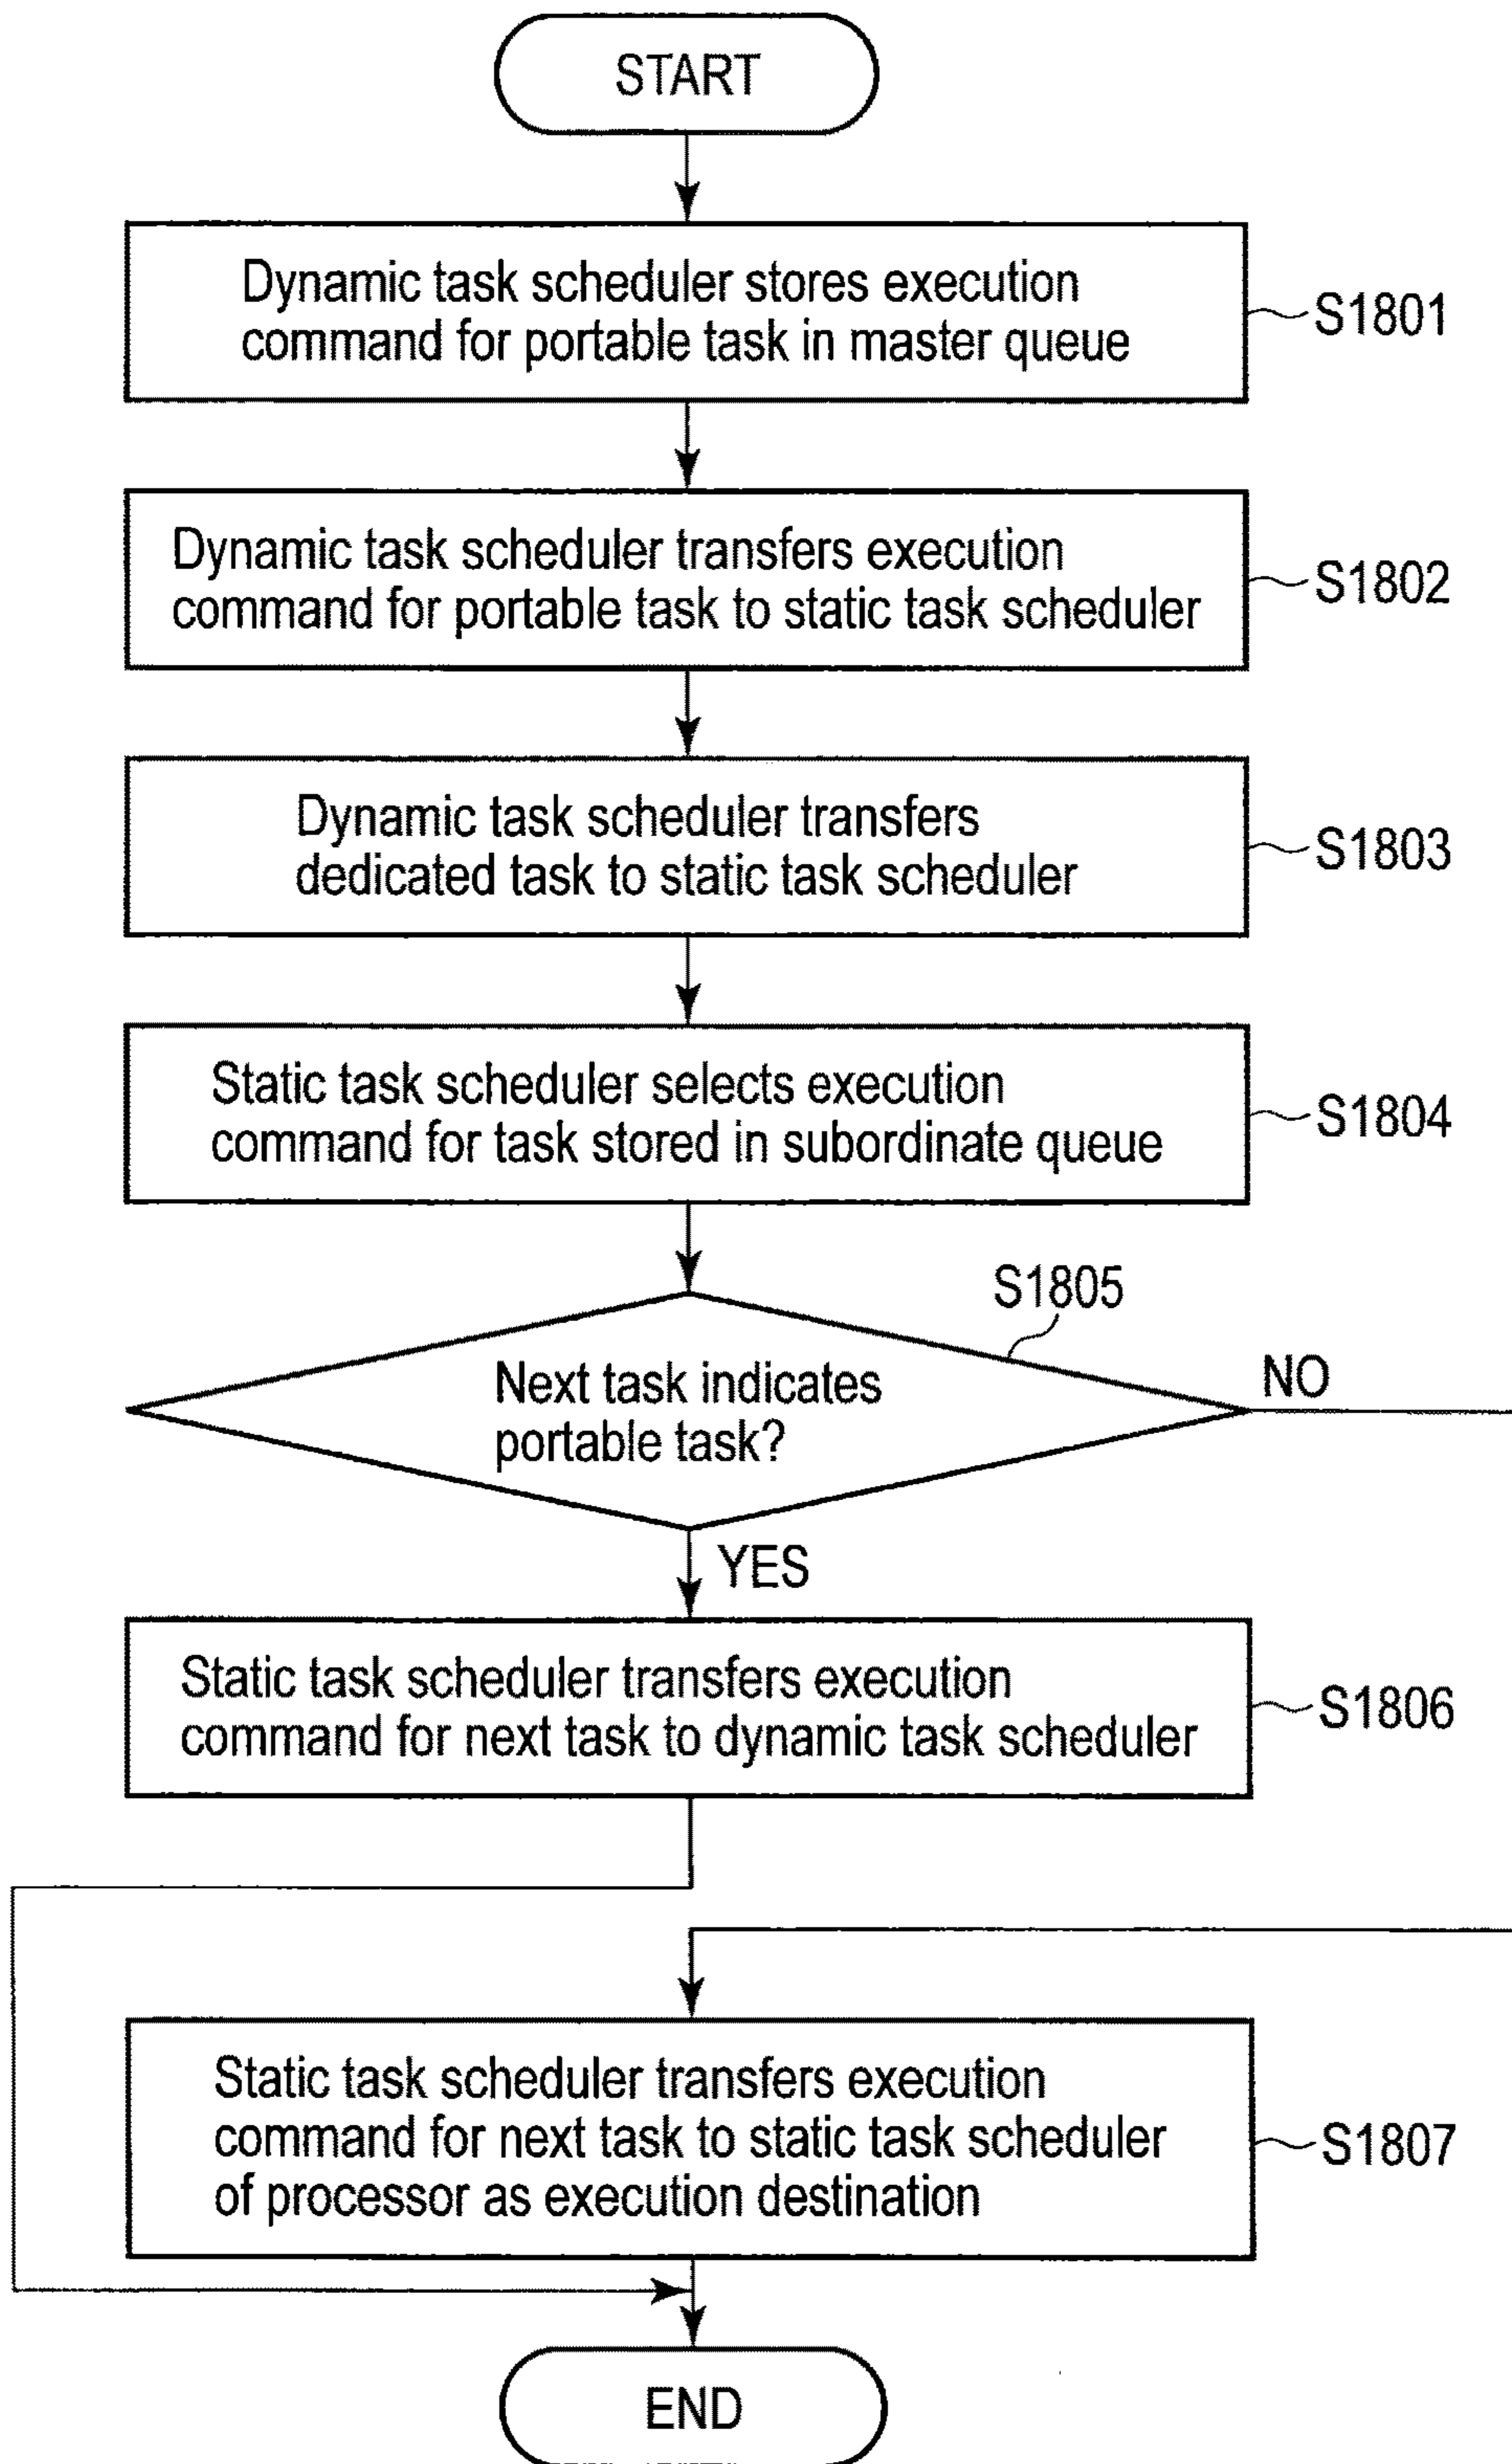 START
Dynamic task scheduler stores execution
command for portable task in master queue
S1801
Dynamic task scheduler transfers execution
command for portable task to static task scheduler
S1802
Dynamic task scheduler transfers
dedicated task to static task scheduler
S1803
Static task scheduler selects execution
command for task stored in subordinate queue
S1804
S1805
Next task indicates
portable task?
NO
YES
Static task scheduler transfers execution
command for next task to dynamic task scheduler
S1806
Static task scheduler transfers execution
command for next task to static task scheduler
of processor as execution destination
S1807
END